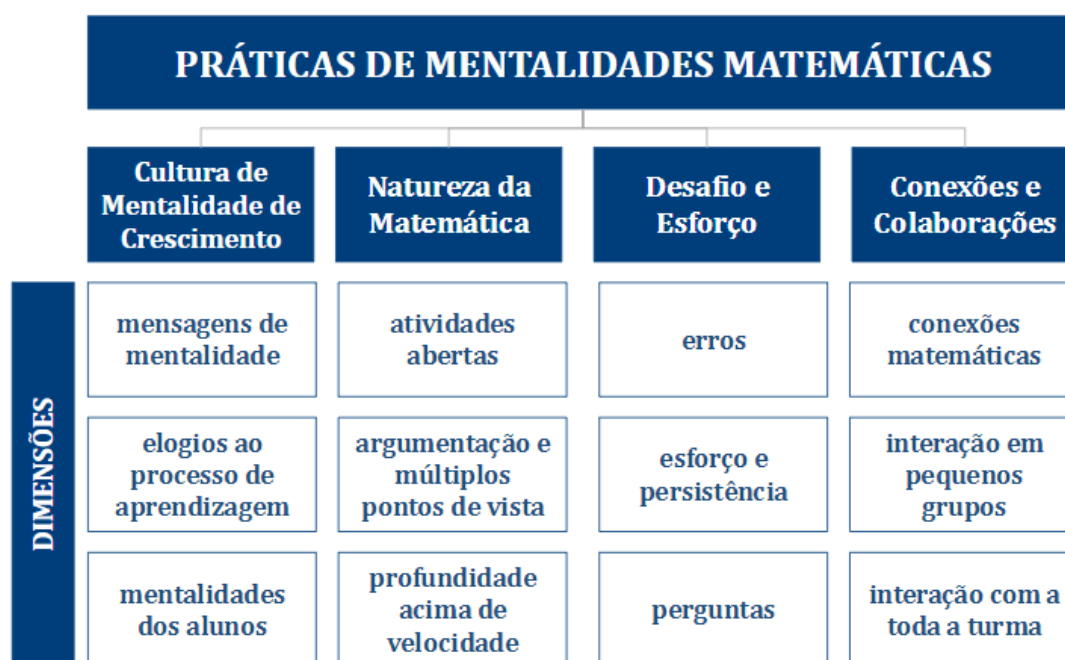 PRÁTICAS DE MENTALIDADES MATEMÁTICAS
Cultura de
Mentalidade de
Crescimento
Natureza da
Matemática
Desafio e
Esforço
Conexões e
Colaborações
DIMENSÕES
mensagens de
mentalidade
atividades
abertas
erros
conexões
matemáticas
elogios ao
processo de
aprendizagem
argumentação e
múltiplos
pontos de vista
esforço e
persistência
interação em
pequenos
grupos
mentalidades
dos alunos
profundidade
acima de
velocidade
perguntas
interação com a
toda a turma